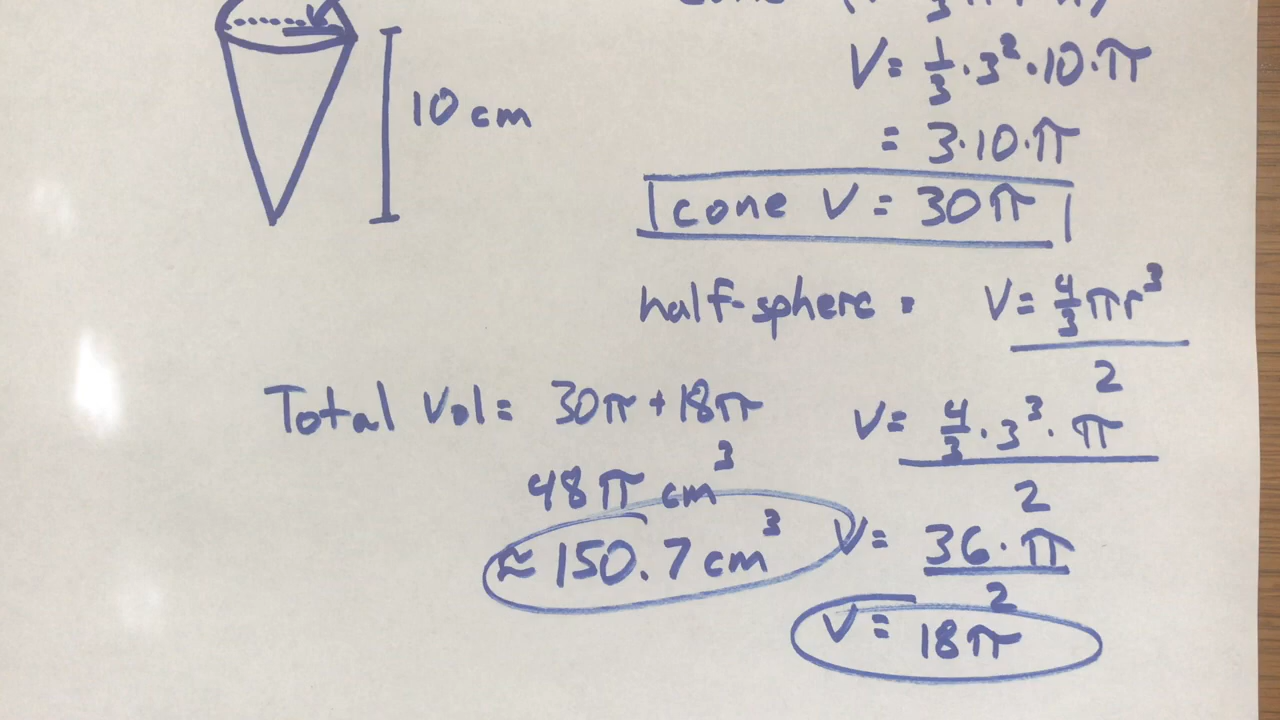 10 cm
V= 1/3 · 3² · 10 · π
= 3·10·π
cone V = 30π
half-sphere = V= 4/3 πr³
2
V= 4/3 · 3³ · π
2
V= 36·π
2
V= 18π
Total Vol = 30π + 18π
48π cm³
≈ 150.7 cm³